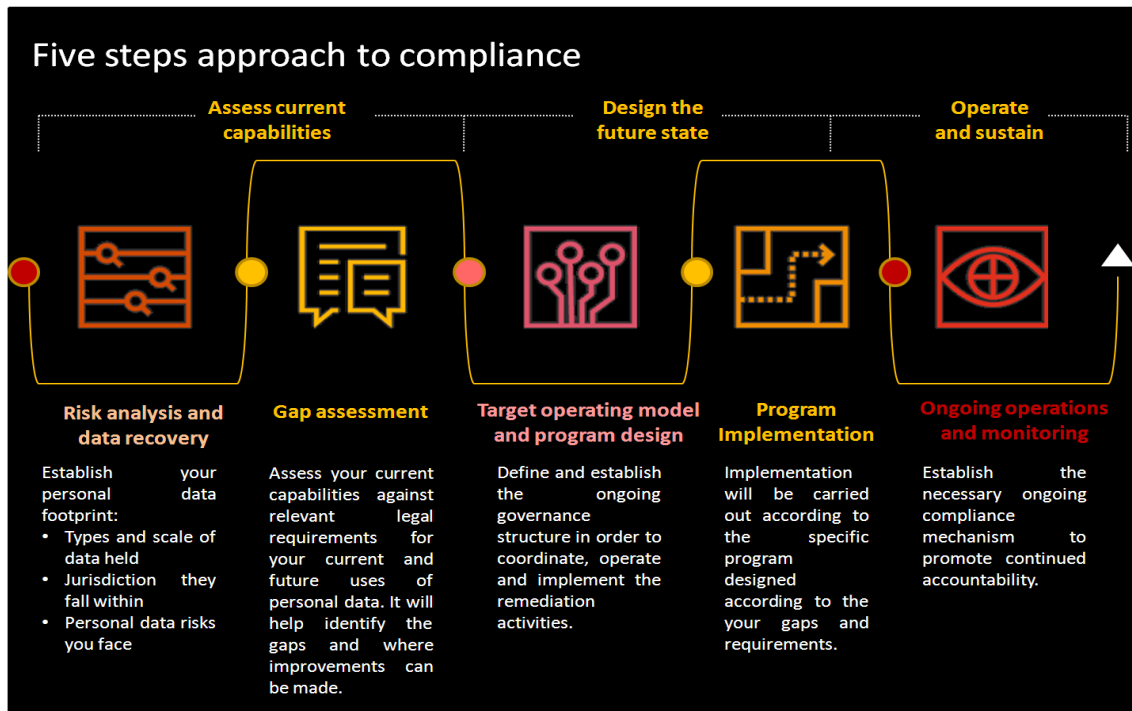 Five steps approach to compliance
Assess current
capabilities
Design the
future state
Operate
and sustain
Risk analysis and
data recovery
Establish your
personal data
footprint:
• Types and scale of
data held
• Jurisdiction they
fall within
• Personal data risks
you face
Gap assessment
Assess your current
capabilities against
relevant legal
requirements for
your current and
future uses of
personal data. It will
help identify the
gaps and where
improvements can
be made.
Target operating model
and program design
Define and establish
the ongoing
governance
structure in order to
coordinate, operate
and implement the
remediation
activities.
Program
Implementation
Implementation
will be carried
out according to
the specific
program
designed
according to the
your gaps and
requirements.
Ongoing operations
and monitoring
Establish the
necessary ongoing
compliance
mechanism to
promote continued
accountability.